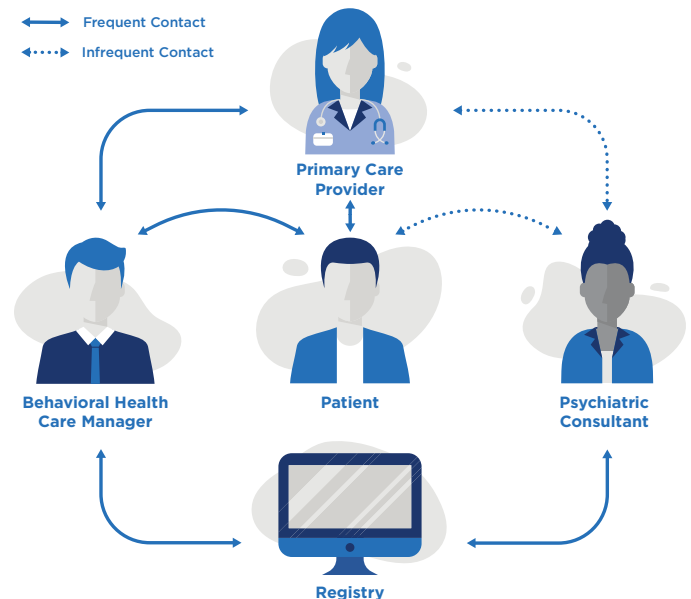 Frequent Contact
Infrequent Contact
Primary Care
Provider
Behavioral Health
Care Manager
Patient
Psychiatric
Consultant
Registry